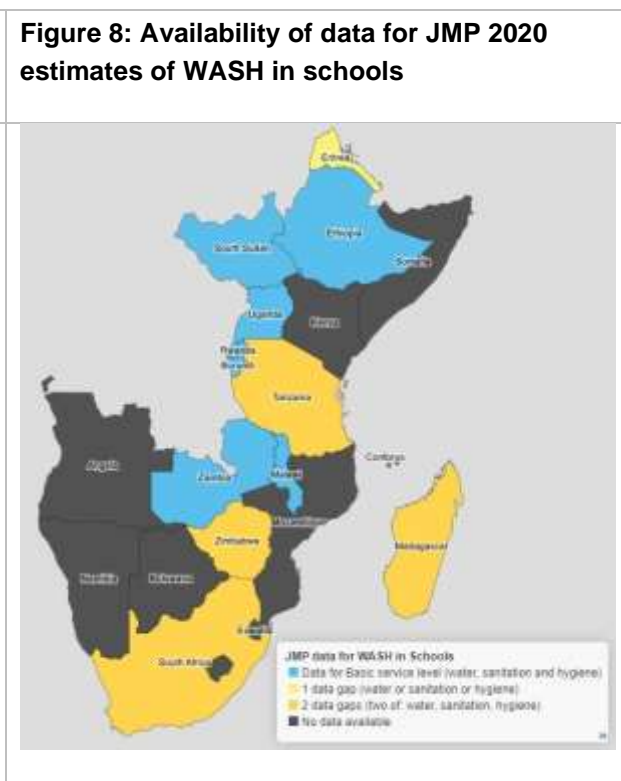 Figure 8: Availability of data for JMP 2020
estimates of WASH in schools
Eritrea
Ethiopia
South Sudan
Somalia
Uganda
Kenya
Rwanda
Burundi
Tanzania
Comoros
Angola
Zambia
Malawi
Mozambique
Zimbabwe
Madagascar
Namibia
Botswana
South Africa
JMP data for WASH in Schools
Data for Basic service level (water, sanitation and hygiene)
1 data gap (water or sanitation or hygiene)
2 data gaps (two of: water, sanitation, hygiene)
No data available